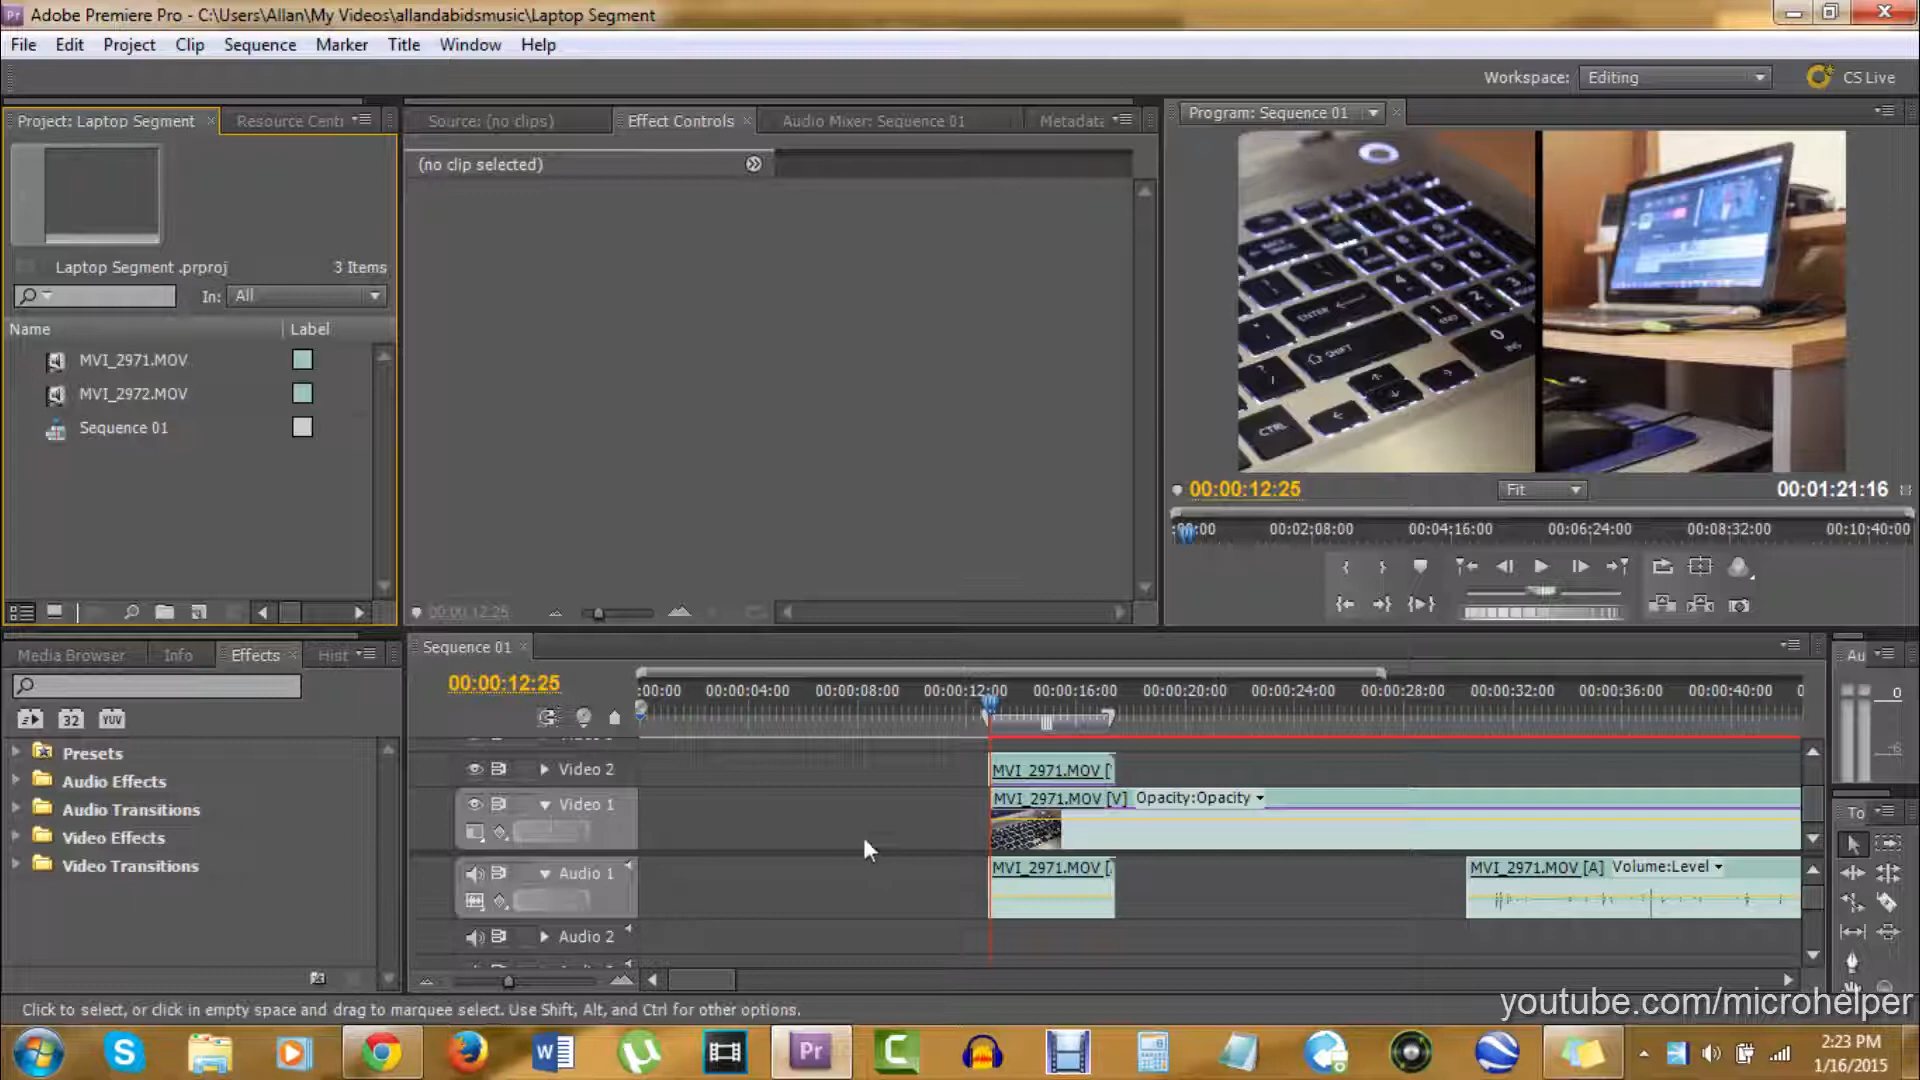 Adobe Premiere Pro - C:\Users\Allan\My Videos\allandabidsmusic\Laptop Segment
File Edit Project Clip Sequence Marker Title Window Help
Workspace: Editing CS Live
Project: Laptop Segment Resource Centi
Source: (no clips) Effect Controls Audio Mixer: Sequence 01 Metadata
Program: Sequence 01
(no clip selected)
Laptop Segment .prproj 3 Items
In: All
Name Label
MVI_2971.MOV
MVI_2972.MOV
Sequence 01
ENTER
SHIFT
CTRL
00:00:12:25 Fit 00:01:21:16
:00:00 00:02:08:00 00:04:16:00 00:06:24:00 00:08:32:00 00:10:40:00
00:00:12:25
Media Browser Info Effects Hist
32 YUV
Presets
Audio Effects
Audio Transitions
Video Effects
Video Transitions
Sequence 01
00:00:12:25
:00:00 00:00:04:00 00:00:08:00 00:00:12:00 00:00:16:00 00:00:20:00 00:00:24:00 00:00:28:00 00:00:32:00 00:00:36:00 00:00:40:00 0
Video 2 MVI_2971.MOV [
Video 1 MVI_2971.MOV [V] Opacity:Opacity
Audio 1 MVI_2971.MOV [ MVI_2971.MOV [A] Volume:Level
Audio 2
Au
0
-6
To
Click to select, or click in empty space and drag to marquee select. Use Shift, Alt, and Ctrl for other options.
youtube.com/microhelper
Pr
2:23 PM
1/16/2015